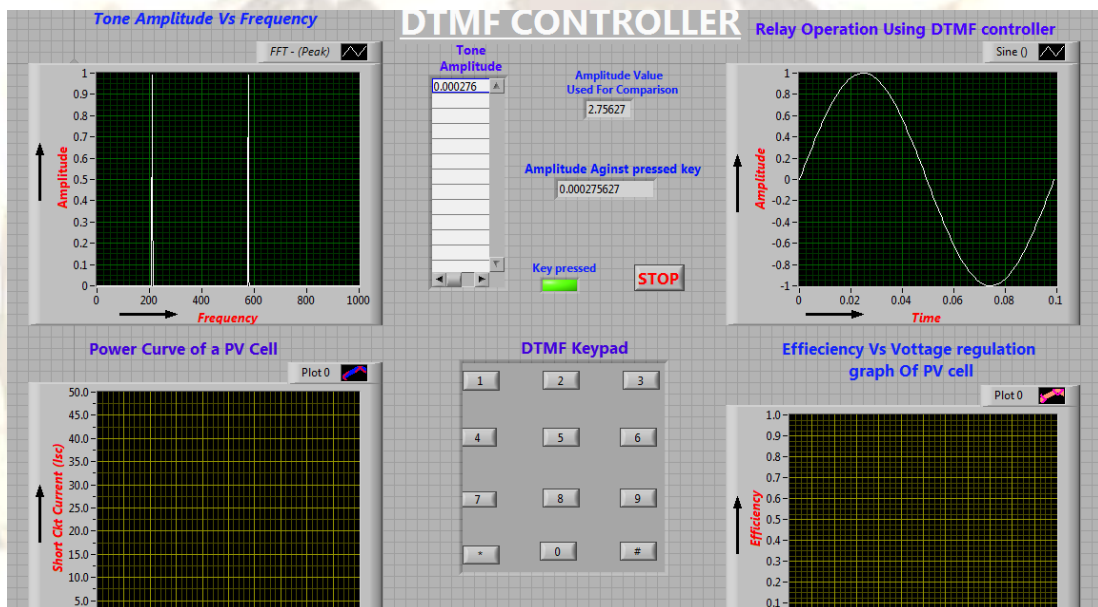 DTMF CONTROLLER
Tone Amplitude Vs Frequency
FFT - (Peak)
1
0.9
0.8
0.7
0.6
0.5
0.4
0.3
0.2
0.1
0
Amplitude
0 200 400 600 800 1000
Frequency
Tone
Amplitude
0.000276
Amplitude Value
Used For Comparison
2.75627
Amplitude Aginst pressed key
0.000275627
Key pressed
STOP
Relay Operation Using DTMF controller
Sine ()
1
0.8
0.6
0.4
0.2
0
-0.2
-0.4
-0.6
-0.8
-1
Amplitude
0 0.02 0.04 0.06 0.08 0.1
Time
Power Curve of a PV Cell
Plot 0
50.0
45.0
40.0
35.0
30.0
25.0
20.0
15.0
10.0
5.0
Short Ckt Current (Isc)
DTMF Keypad
1 2 3
4 5 6
7 8 9
* 0 #
Effieciency Vs Vottage regulation
graph Of PV cell
Plot 0
1.0
0.9
0.8
0.7
0.6
0.5
0.4
0.3
0.2
0.1
Efficiency